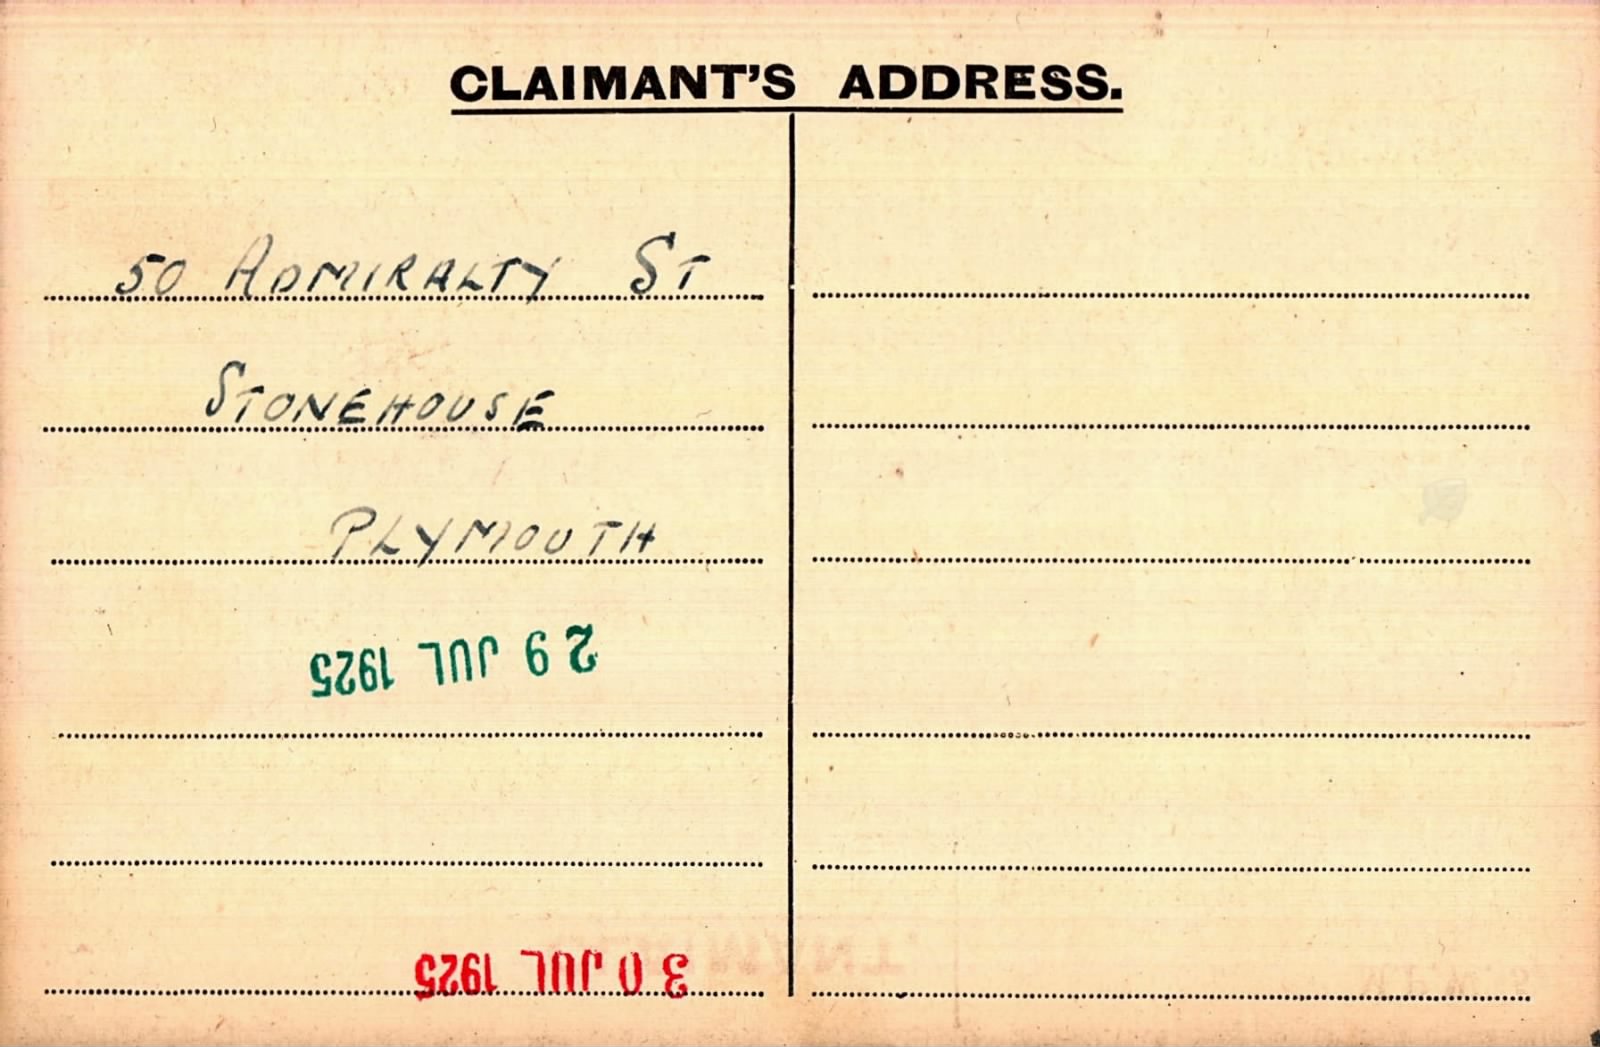 CLAIMANT'S ADDRESS.
50 ADMIRALTY ST
STONEHOUSE
PLYMOUTH
29 JUL 1925
30 JUL 1925